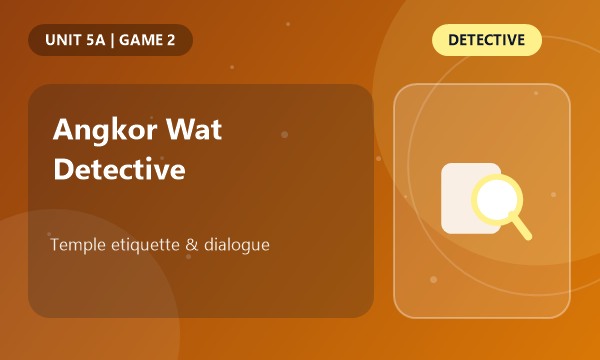 UNIT 5A | GAME 2
DETECTIVE
Angkor Wat
Detective
Temple etiquette & dialogue